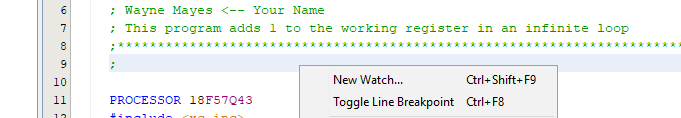 6 ; Wayne Mayes <-- Your Name
7 ; This program adds 1 to the working register in an infinite loop
8 ;***********************************************************************
9 ;
New Watch... Ctrl+Shift+F9
10
Toggle Line Breakpoint Ctrl+F8
11 PROCESSOR 18F57Q43
12 #include <xc.inc>